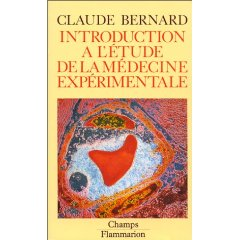 CLAUDE BERNARD
INTRODUCTION
A L'ÉTUDE
DE LA MÉDECINE
EXPÉRIMENTALE
Champs
Flammarion